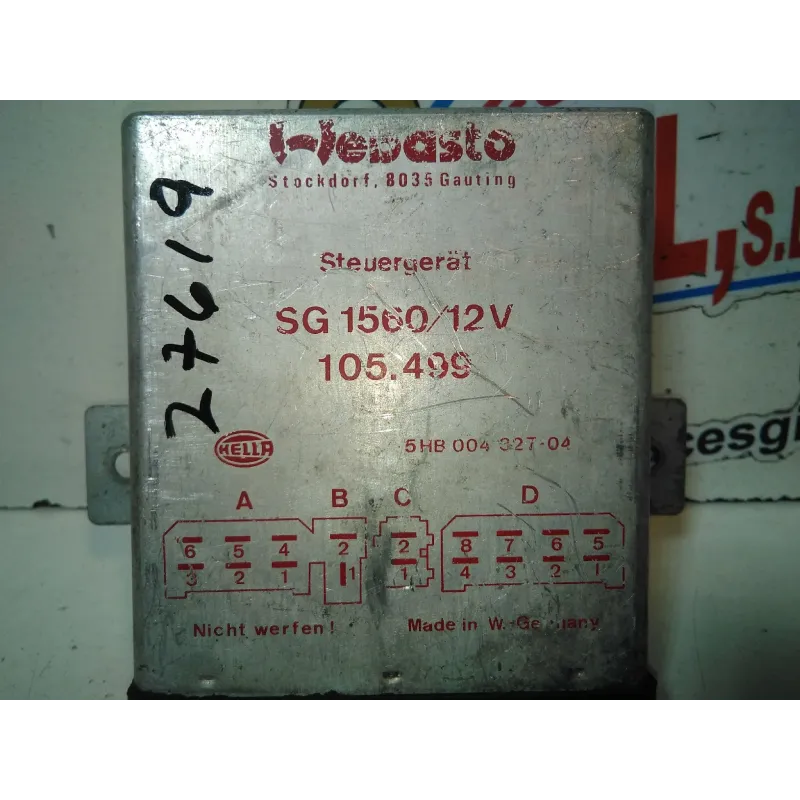 Webasto
Stockdorf, 8035 Gauting
Steuergerät
SG 1560/12V
105.499
27619
HELLA
5HB 004 327-04
A B C D
6 5 4 2 2 8 7 6 5
3 2 1 1 1 4 3 2 1
Nicht werfen!
Made in W.-Germany
L, S.
cesg